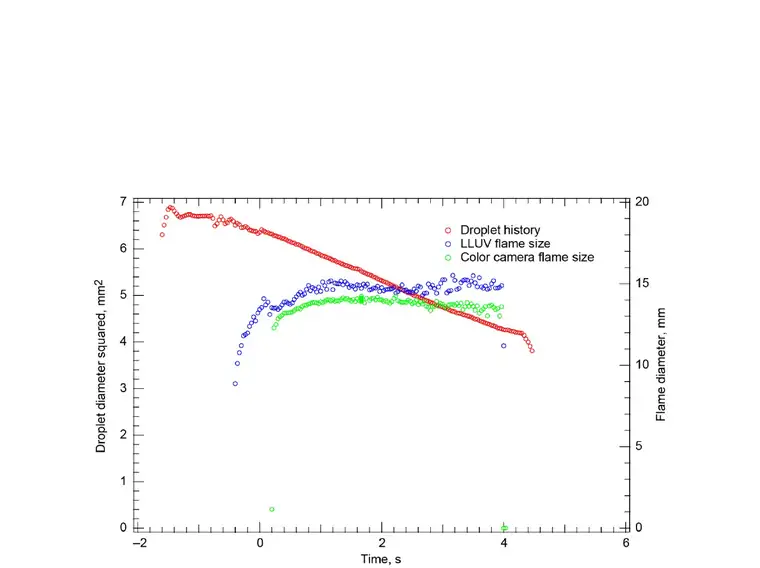 7
6
5
4
3
2
1
0
Droplet diameter squared, mm2
20
15
10
5
0
Flame diameter, mm
Droplet history
LLUV flame size
Color camera flame size
–2 0 2 4 6
Time, s